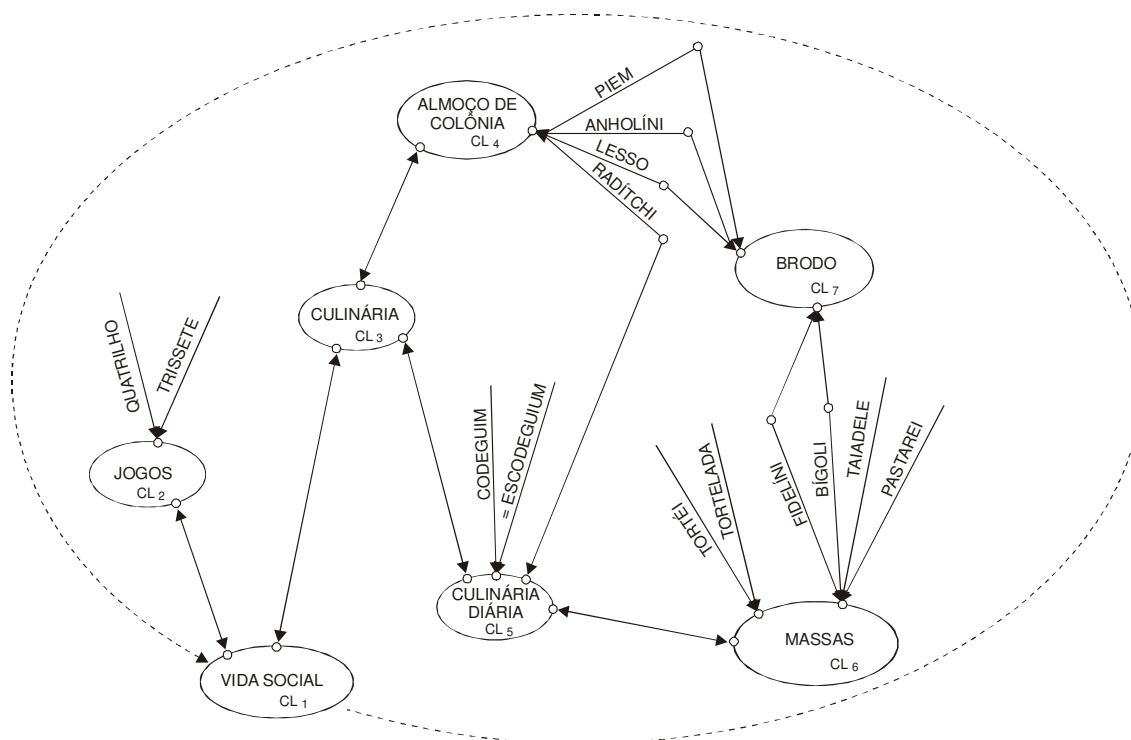 PIEM
ALMOÇO DE
COLÔNIA
CL 4
ANHOLÍNI
LESSO
RADÍTCHI
BRODO
CL 7
CULINÁRIA
CL 3
QUATRILHO
TRISSETE
JOGOS
CL 2
CODEGUIM
= ESCODEGUIUM
TORTÉI
TORTELADA
FIDELÍNI
BÍGOLI
TAIADELE
PASTAREI
CULINÁRIA
DIÁRIA
CL 5
MASSAS
CL 6
VIDA SOCIAL
CL 1